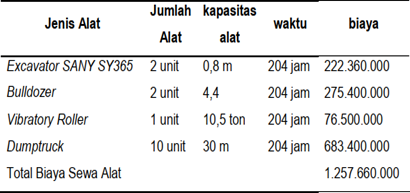 Jenis Alat Jumlah Alat kapasitas alat waktu biaya
Excavator SANY SY365 2 unit 0,8 m 204 jam 222.360.000
Bulldozer 2 unit 4,4 204 jam 275.400.000
Vibratory Roller 1 unit 10,5 ton 204 jam 76.500.000
Dumptruck 10 unit 30 m 204 jam 683.400.000
Total Biaya Sewa Alat 1.257.660.000